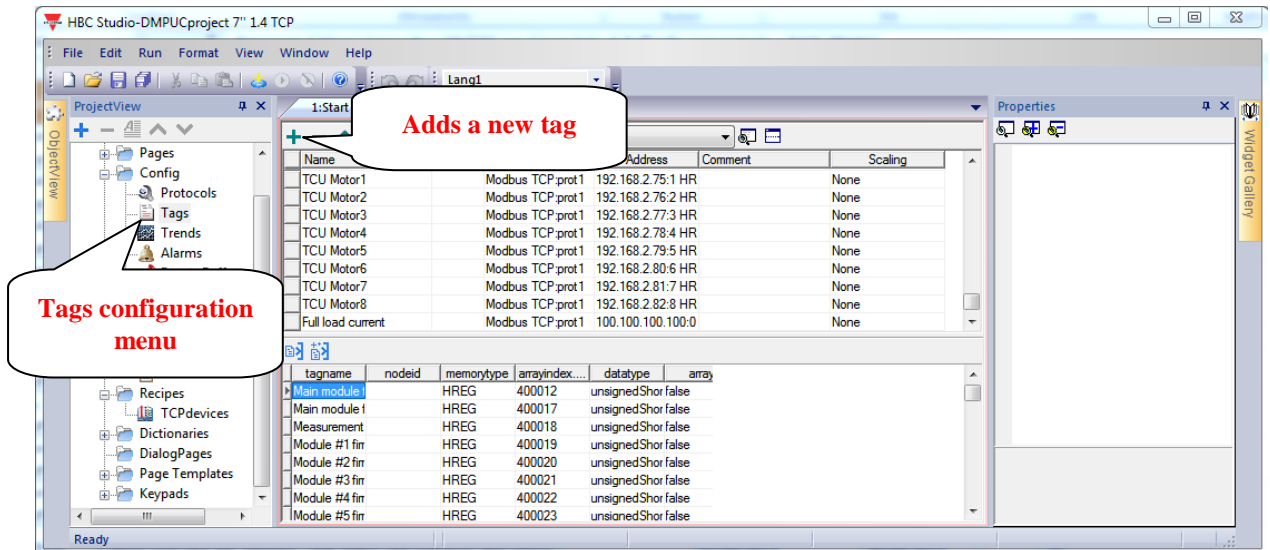 HBC Studio-DMPUCproject 7" 1.4 TCP
File Edit Run Format View Window Help
Lang1
ProjectView
1:Start
Properties
ObjectView
Widget Gallery
Adds a new tag
Pages
Config
Protocols
Tags
Trends
Alarms
Tags configuration
menu
Recipes
TCPdevices
Dictionaries
DialogPages
Page Templates
Keypads
Name Address Comment Scaling
TCU Motor1 Modbus TCP:prot1 192.168.2.75:1 HR None
TCU Motor2 Modbus TCP:prot1 192.168.2.76:2 HR None
TCU Motor3 Modbus TCP:prot1 192.168.2.77:3 HR None
TCU Motor4 Modbus TCP:prot1 192.168.2.78:4 HR None
TCU Motor5 Modbus TCP:prot1 192.168.2.79:5 HR None
TCU Motor6 Modbus TCP:prot1 192.168.2.80:6 HR None
TCU Motor7 Modbus TCP:prot1 192.168.2.81:7 HR None
TCU Motor8 Modbus TCP:prot1 192.168.2.82:8 HR None
Full load current Modbus TCP:prot1 100.100.100.100:0 None
tagname nodeid memorytype arrayindex.... datatype array
Main module f HREG 400012 unsignedShor false
Main module f HREG 400017 unsignedShor false
Measurement HREG 400018 unsignedShor false
Module #1 firr HREG 400019 unsignedShor false
Module #2 firr HREG 400020 unsignedShor false
Module #3 firr HREG 400021 unsignedShor false
Module #4 firr HREG 400022 unsignedShor false
Module #5 firr HREG 400023 unsignedShor false
Ready